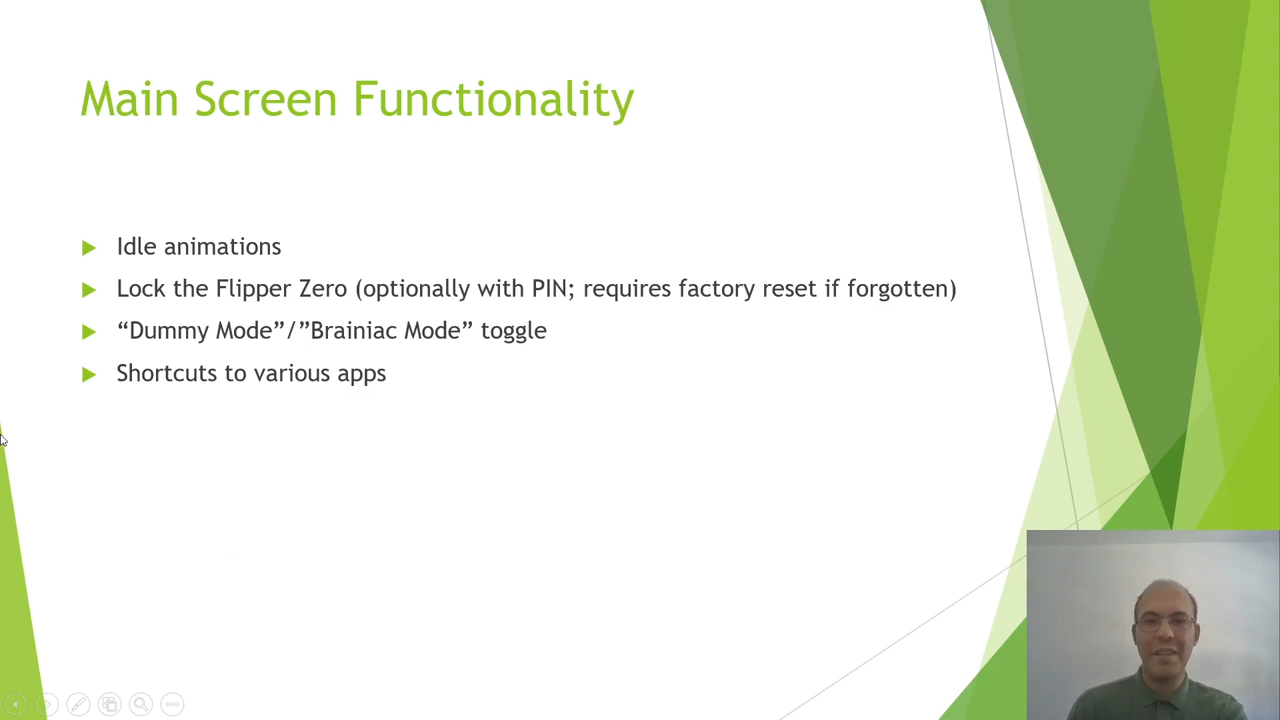 Main Screen Functionality
Idle animations
Lock the Flipper Zero (optionally with PIN; requires factory reset if forgotten)
“Dummy Mode”/”Brainiac Mode” toggle
Shortcuts to various apps